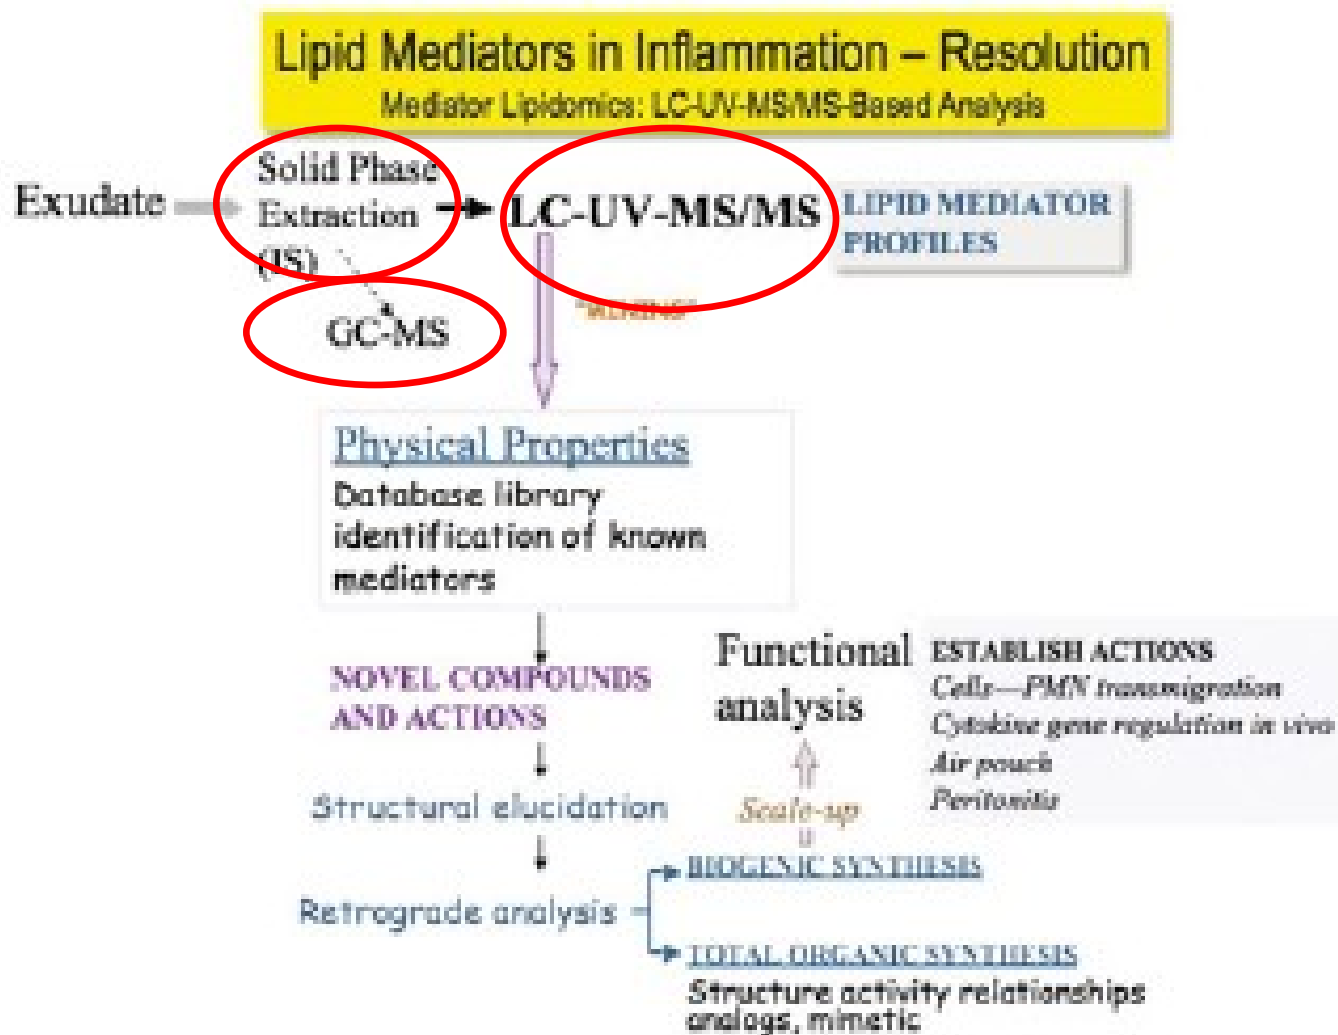 Lipid Mediators in Inflammation – Resolution
Mediator Lipidomics: LC-UV-MS/MS-Based Analysis
Exudate
Solid Phase
Extraction
(IS)
LC-UV-MS/MS
LIPID MEDIATOR
PROFILES
GC-MS
"MINING"
Physical Properties
Database library
identification of known
mediators
NOVEL COMPOUNDS
AND ACTIONS
Structural elucidation
Retrograde analysis
Functional
analysis
ESTABLISH ACTIONS
Cells—PMN transmigration
Cytokine gene regulation in vivo
Air pouch
Peritonitis
Scale-up
BIOGENIC SYNTHESIS
TOTAL ORGANIC SYNTHESIS
Structure activity relationships
analogs, mimetic